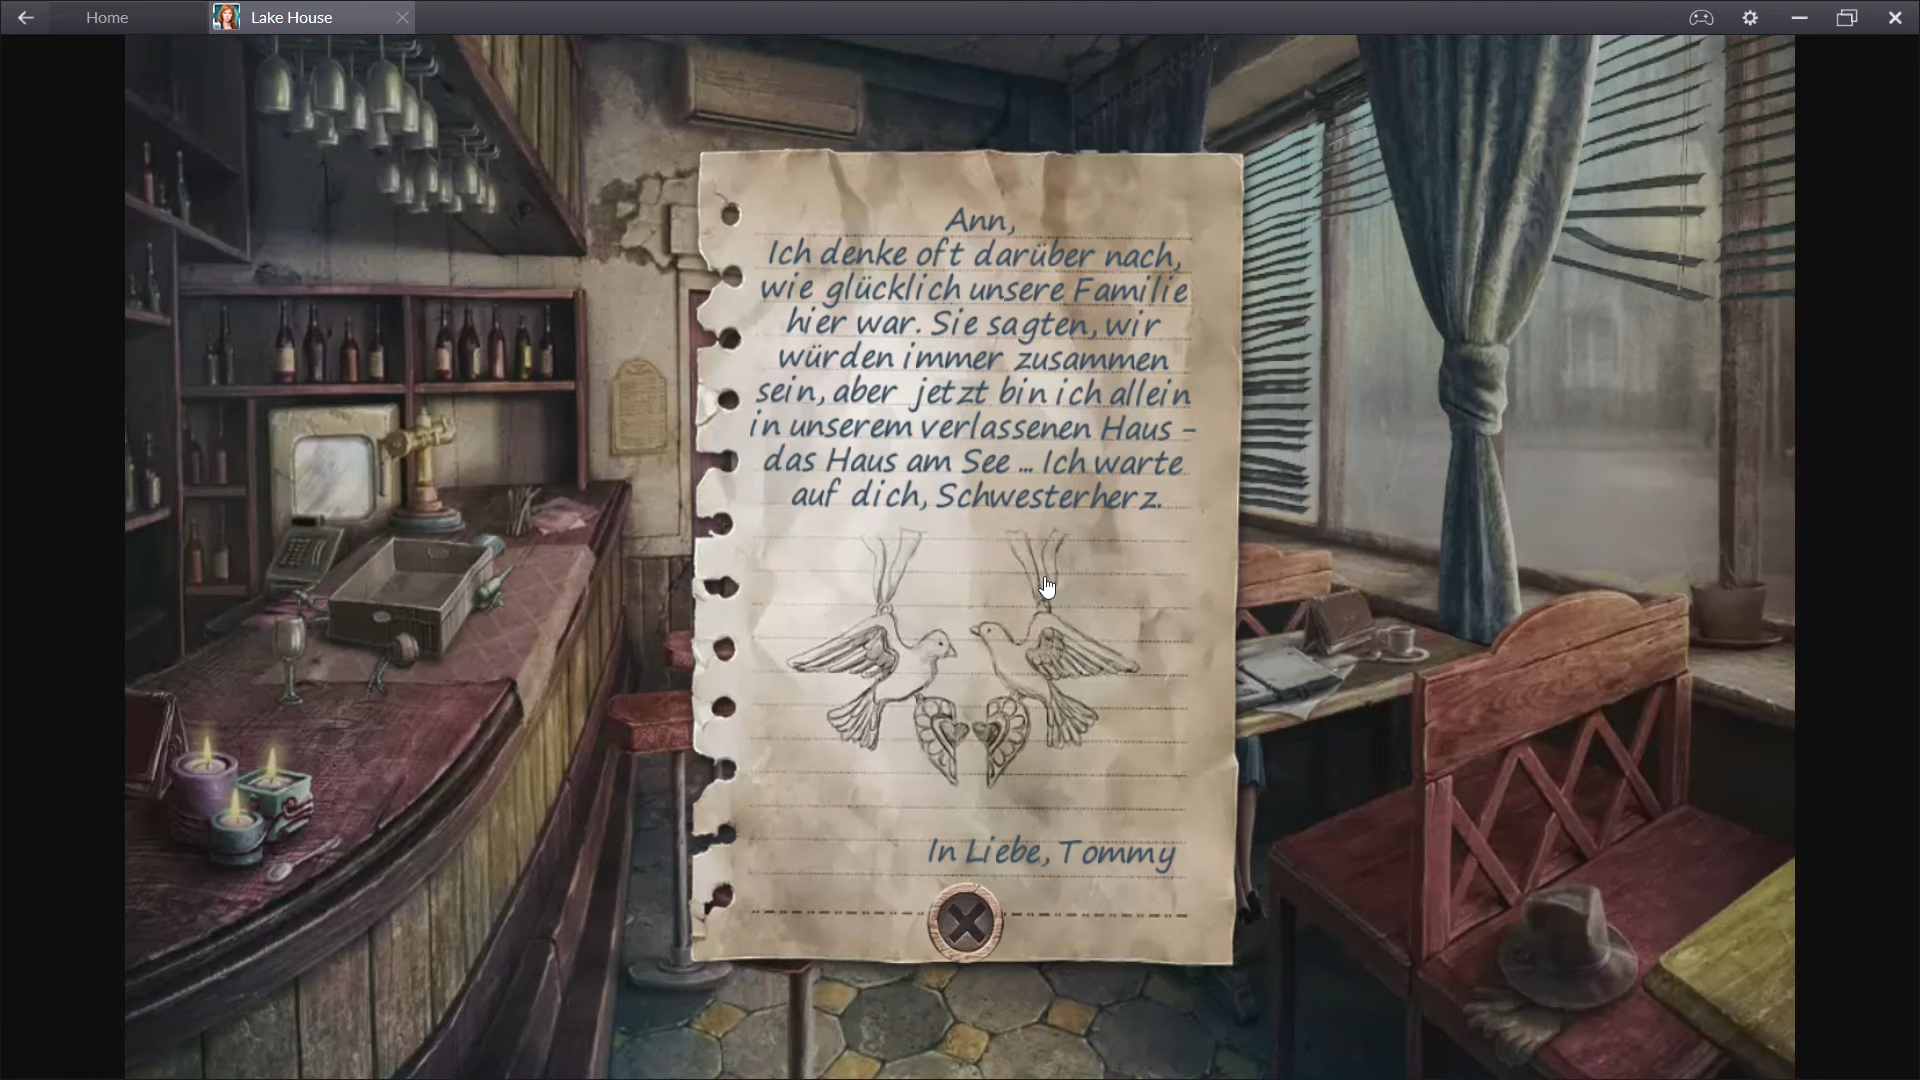 Home
Lake House
Ann,
Ich denke oft darüber nach,
wie glücklich unsere Familie
hier war. Sie sagten, wir
würden immer zusammen
sein, aber jetzt bin ich allein
in unserem verlassenen Haus –
das Haus am See ... Ich warte
auf dich, Schwesterherz.
In Liebe, Tommy